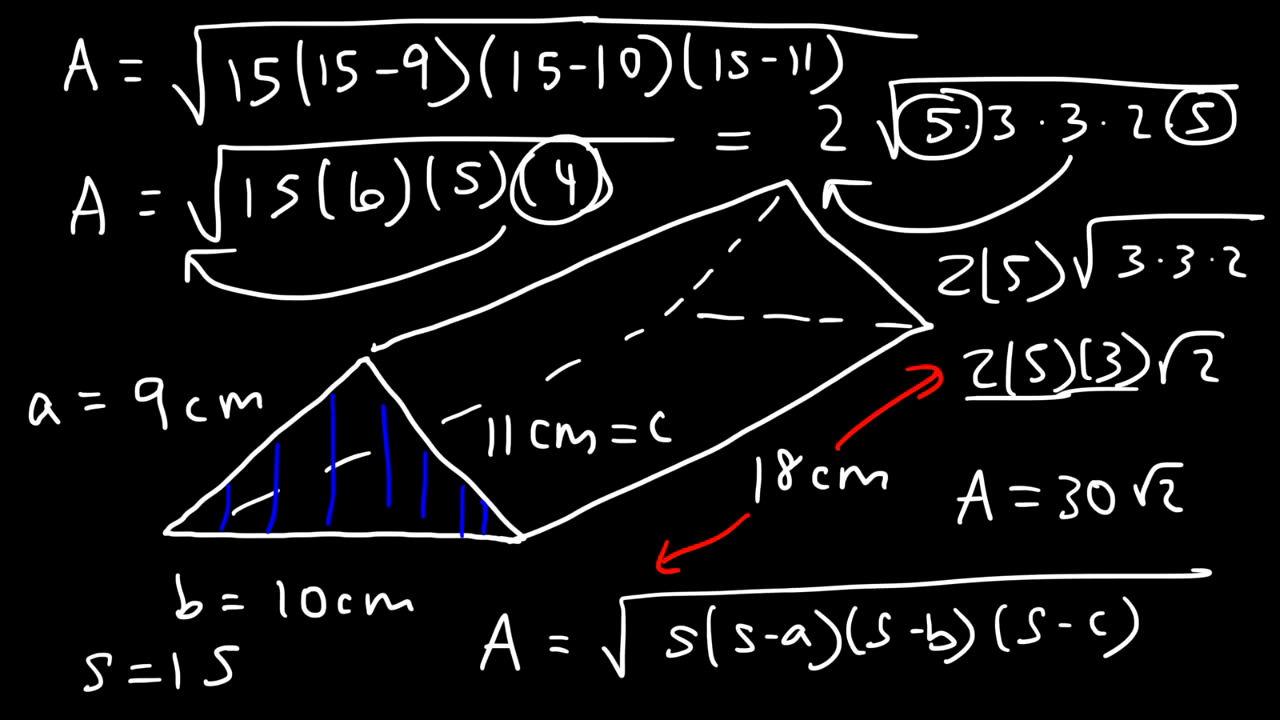 A = √15(15-9)(15-10)(15-11)
A = √15(6)(5)(4)
= 2 √5·3·3·2·5
2(5)√3·3·2
2(5)(3)√2
A = 30√2
a = 9cm
11cm=c
18cm
b = 10cm
s=15
A = √s(s-a)(s-b)(s-c)